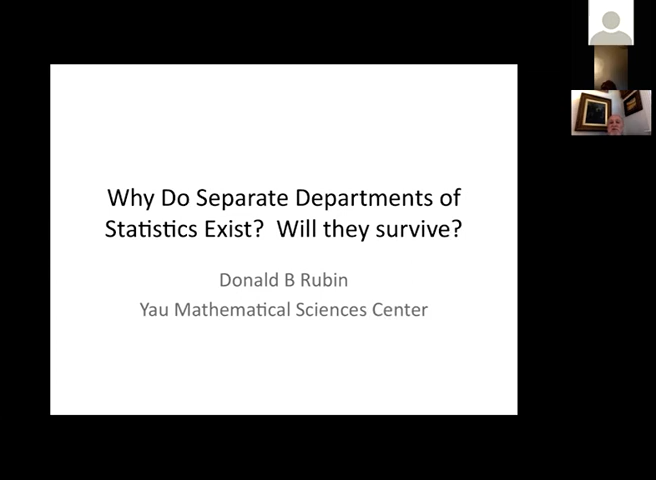 Why Do Separate Departments of
Statistics Exist?  Will they survive?
Donald B Rubin
Yau Mathematical Sciences Center